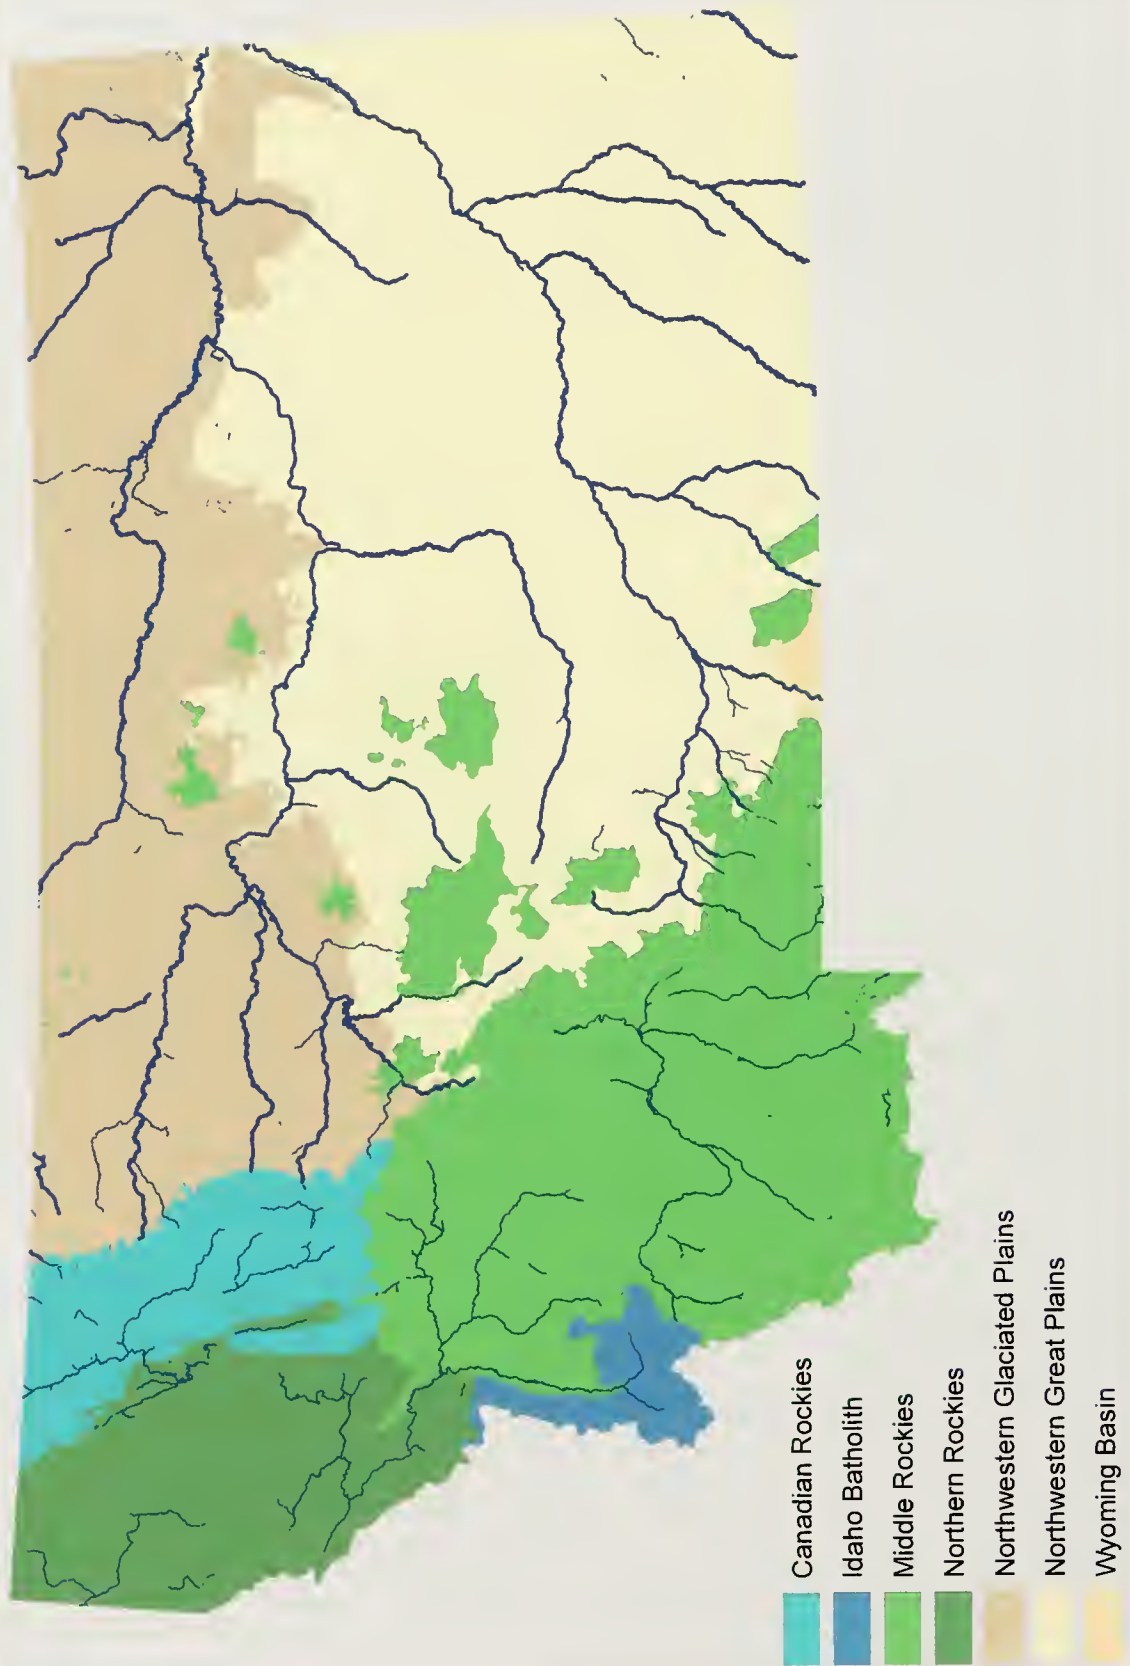 Canadian Rockies
Idaho Batholith
Middle Rockies
Northern Rockies
Northwestern Glaciated Plains
Northwestern Great Plains
Wyoming Basin